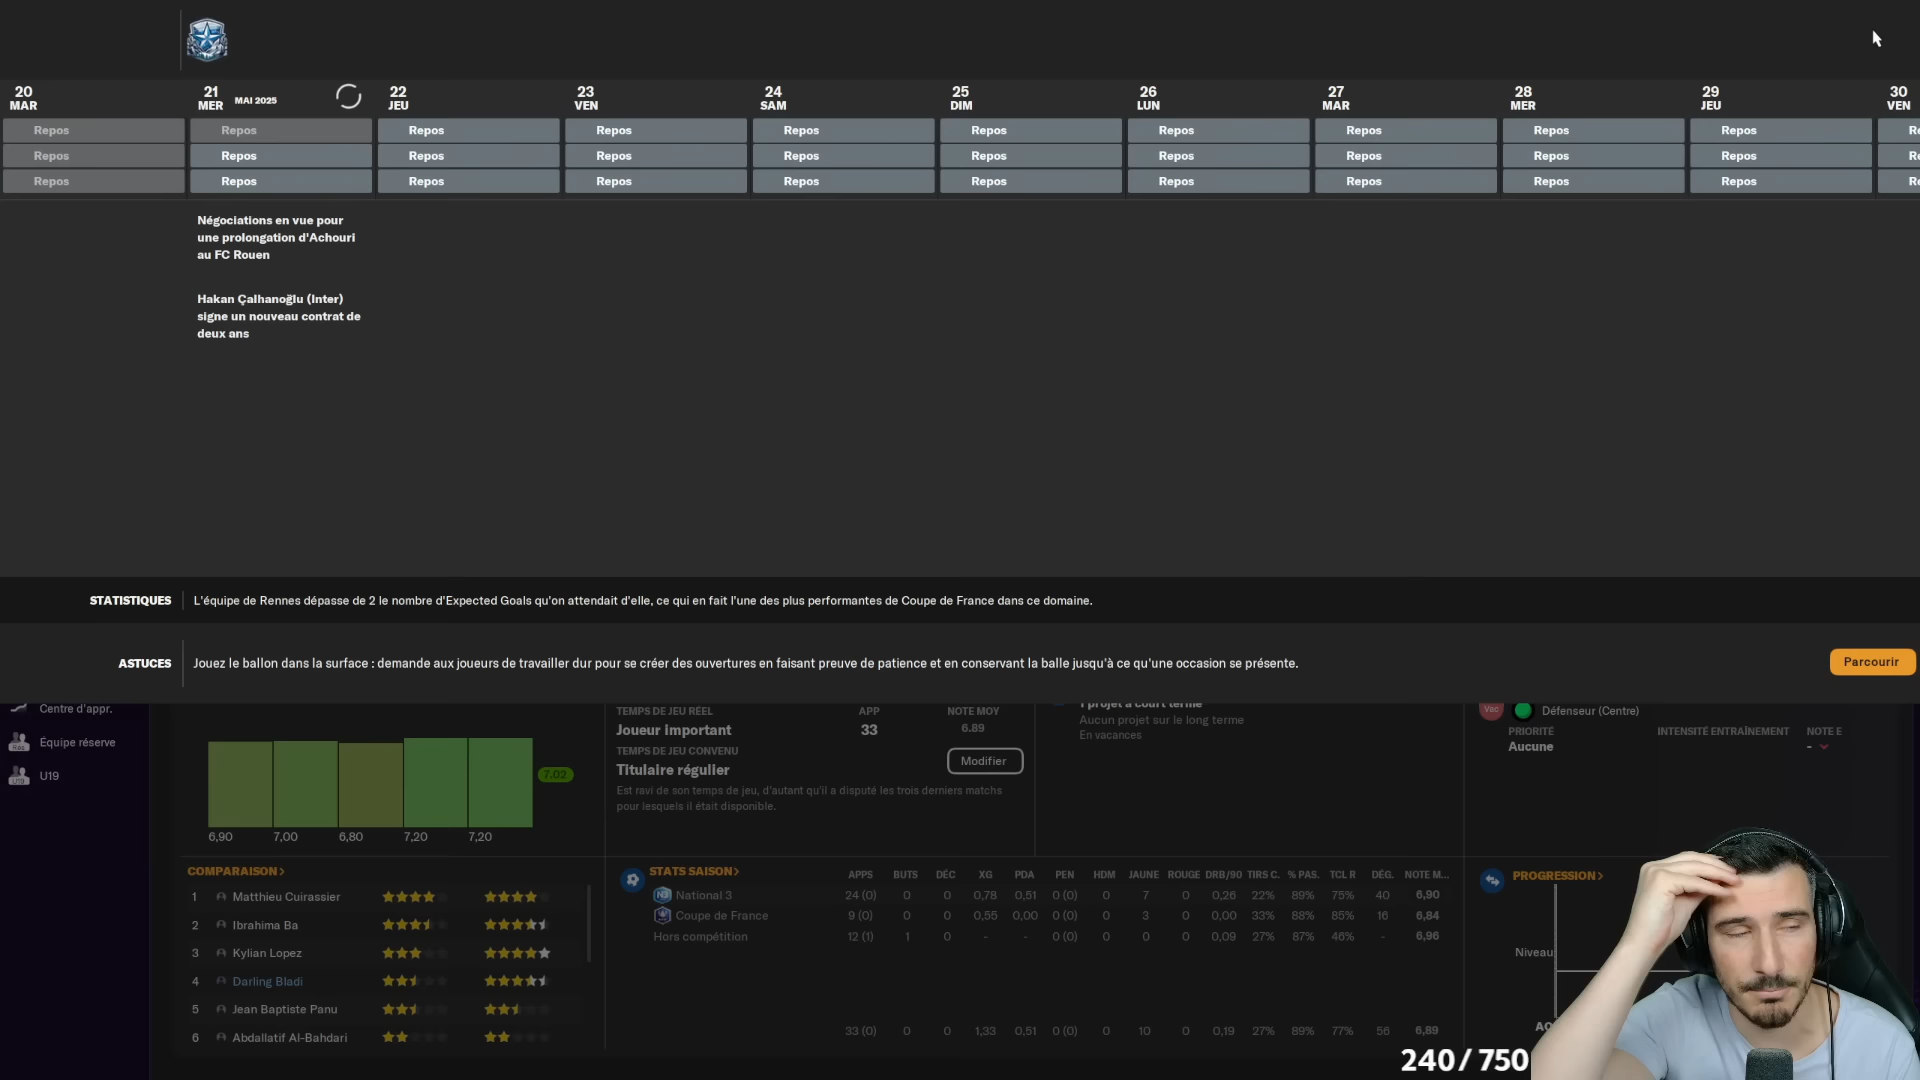 20
MAR
21
MER MAI 2025
22
JEU
23
VEN
24
SAM
25
DIM
26
LUN
27
MAR
28
MER
29
JEU
30
VEN
Repos Repos Repos Repos Repos Repos Repos Repos Repos Repos
Repos Repos Repos Repos Repos Repos Repos Repos Repos Repos
Repos Repos Repos Repos Repos Repos Repos Repos Repos Repos
Négociations en vue pour
une prolongation d'Achouri
au FC Rouen
Hakan Çalhanoğlu (Inter)
signe un nouveau contrat de
deux ans
STATISTIQUES L'équipe de Rennes dépasse de 2 le nombre d'Expected Goals qu'on attendait d'elle, ce qui en fait l'une des plus performantes de Coupe de France dans ce domaine.
ASTUCES Jouez le ballon dans la surface : demande aux joueurs de travailler dur pour se créer des ouvertures en faisant preuve de patience et en conservant la balle jusqu'à ce qu'une occasion se présente.
Parcourir
Centre d'appr.
Équipe réserve
U19
7.02
6,90 7,00 6,80 7,20 7,20
TEMPS DE JEU RÉEL APP NOTE MOY
Joueur important 33 6.89
TEMPS DE JEU CONVENU
Titulaire régulier
Modifier
Est ravi de son temps de jeu, d'autant qu'il a disputé les trois derniers matchs
pour lesquels il était disponible.
1 projet à court terme
Aucun projet sur le long terme
En vacances
Vac Défenseur (Centre)
PRIORITÉ INTENSITÉ ENTRAÎNEMENT NOTE E
Aucune -
COMPARAISON >
1 Matthieu Cuirassier
2 Ibrahima Ba
3 Kylian Lopez
4 Darling Bladi
5 Jean Baptiste Panu
6 Abdallatif Al-Bahdari
STATS SAISON > APPS BUTS DÉC XG PDA PEN HDM JAUNE ROUGE DRB/90 TIRS C. % PAS. TCL R DÉG. NOTE M...
National 3 24 (0) 0 0 0,78 0,51 0 (0) 0 7 0 0,26 22% 89% 75% 40 6,90
Coupe de France 9 (0) 0 0 0,55 0,00 0 (0) 0 3 0 0,00 33% 88% 85% 16 6,84
Hors compétition 12 (1) 1 0 - - 0 (0) 0 0 0 0,09 27% 87% 46% - 6,96
33 (0) 0 0 1,33 0,51 0 (0) 0 10 0 0,19 27% 89% 77% 56 6,89
PROGRESSION >
Niveau
240/750